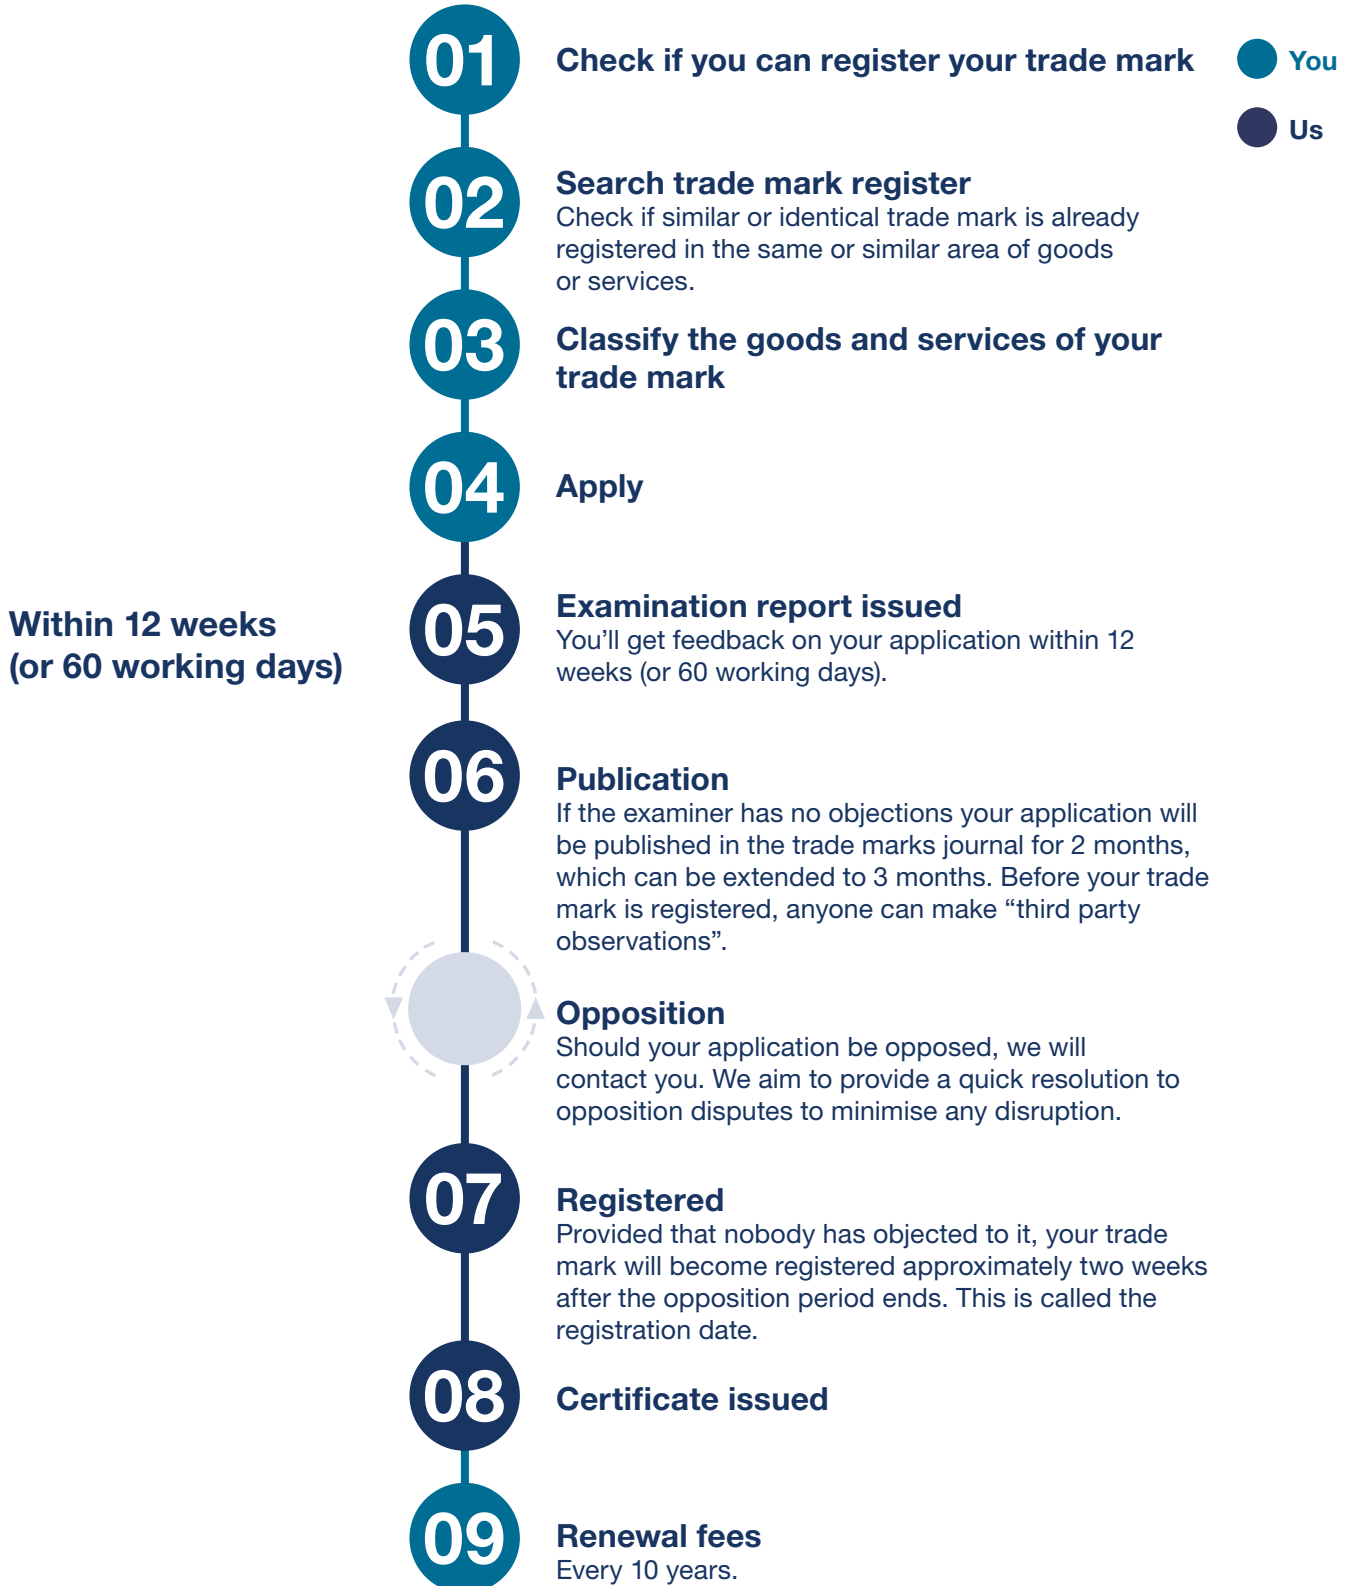 01
Check if you can register your trade mark
You
Us
02
Search trade mark register
Check if similar or identical trade mark is already
registered in the same or similar area of goods
or services.
03
Classify the goods and services of your
trade mark
04
Apply
Within 12 weeks
(or 60 working days)
05
Examination report issued
You’ll get feedback on your application within 12
weeks (or 60 working days).
06
Publication
If the examiner has no objections your application will
be published in the trade marks journal for 2 months,
which can be extended to 3 months. Before your trade
mark is registered, anyone can make “third party
observations”.
Opposition
Should your application be opposed, we will
contact you. We aim to provide a quick resolution to
opposition disputes to minimise any disruption.
07
Registered
Provided that nobody has objected to it, your trade
mark will become registered approximately two weeks
after the opposition period ends. This is called the
registration date.
08
Certificate issued
09
Renewal fees
Every 10 years.